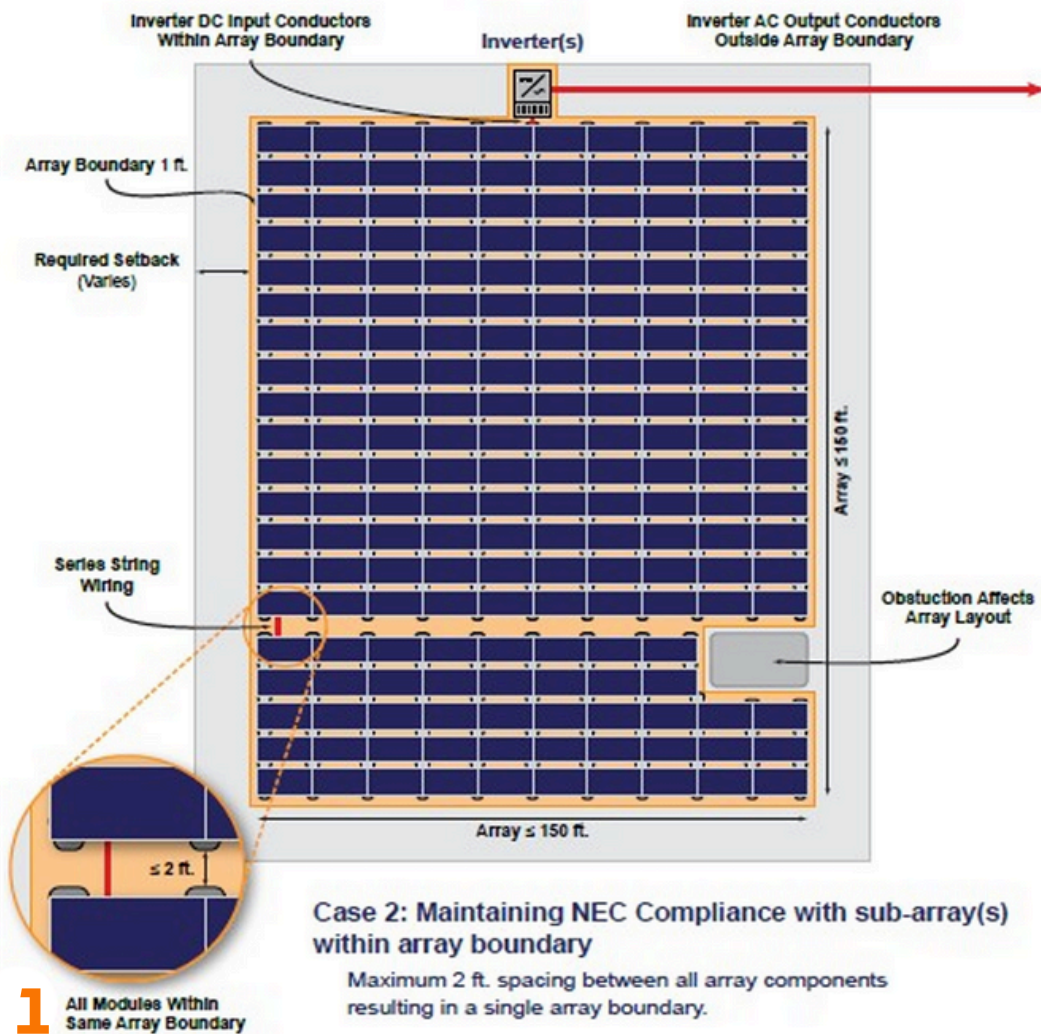 Inverter DC Input Conductors
Within Array Boundary
Inverter(s)
Inverter AC Output Conductors
Outside Array Boundary
Array Boundary 1 ft.
Required Setback
(Varies)
Array ≤ 150 ft.
Series String
Wiring
Obstuction Affects
Array Layout
Array ≤ 150 ft.
≤ 2 ft.
Case 2: Maintaining NEC Compliance with sub-array(s)
within array boundary
Maximum 2 ft. spacing between all array components
resulting in a single array boundary.
1
All Modules Within
Same Array Boundary